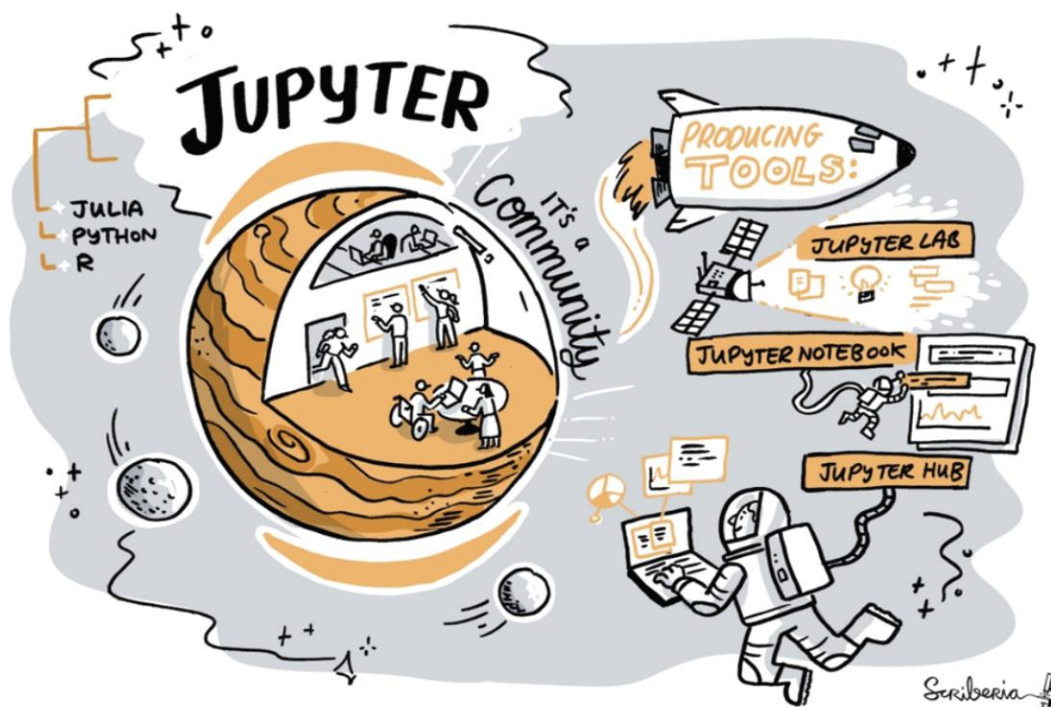 JUPYTER
JULIA
PYTHON
R
IT'S a
Community
PRODUCING
TOOLS:
JUPYTER LAB
JUPYTER NOTEBOOK
JUPYTER HUB
Scriberia